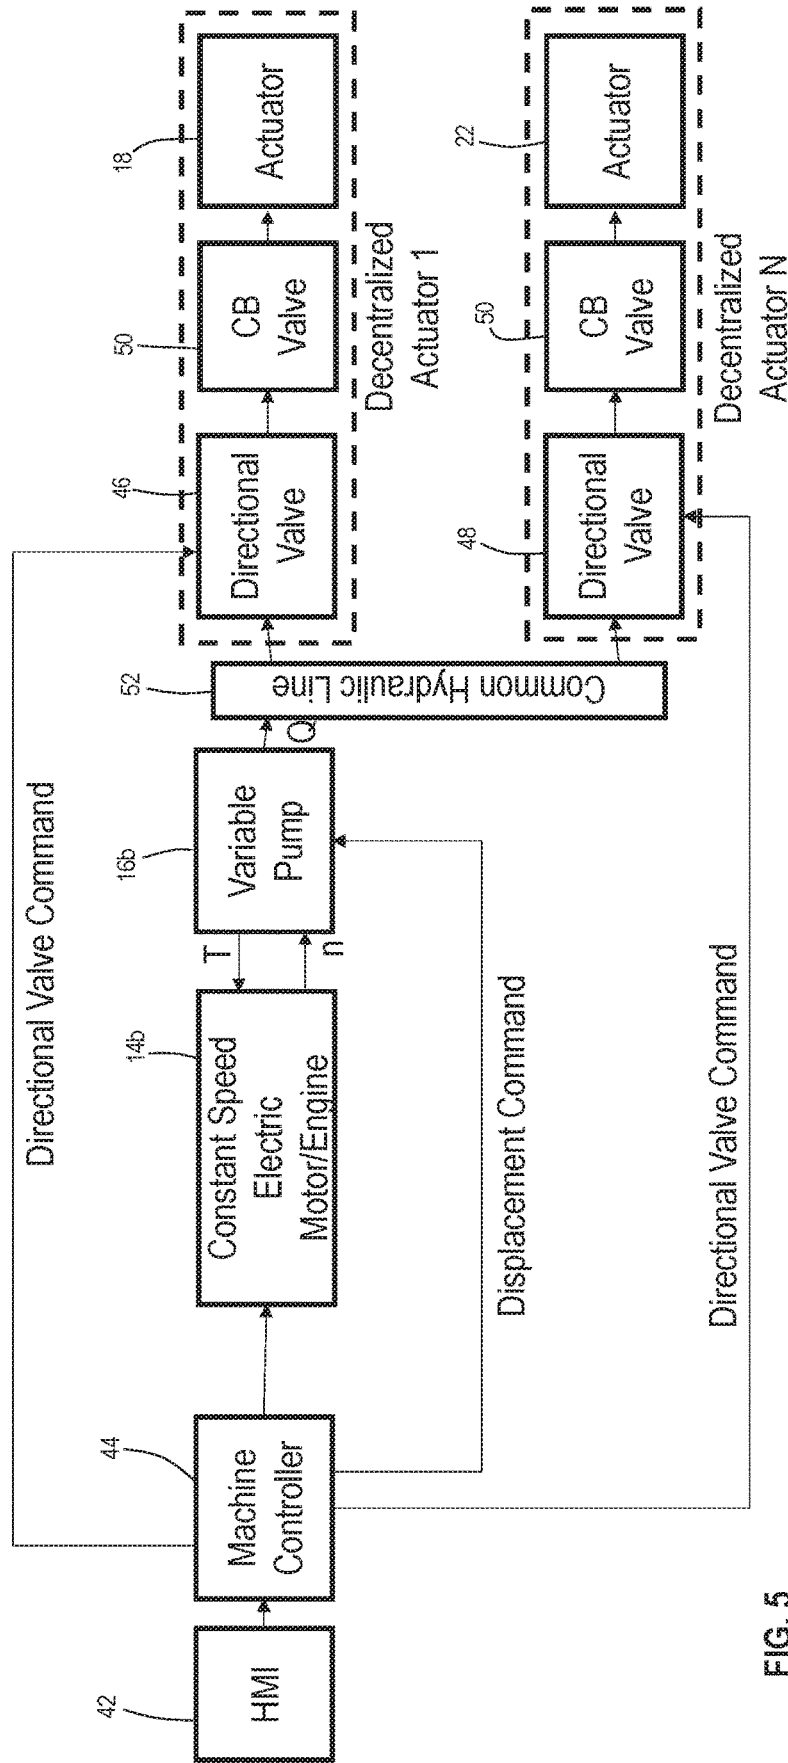 Directional Valve Command
42
HMI
44
Machine
Controller
14b
Constant Speed
Electric
Motor/Engine
T
n
16b
Variable
Pump
Q
52
Common Hydraulic Line
46
Directional
Valve
50
CB
Valve
18
Actuator
Decentralized
Actuator 1
Displacement Command
48
Directional
Valve
50
CB
Valve
22
Actuator
Decentralized
Actuator N
Directional Valve Command
FIG. 5